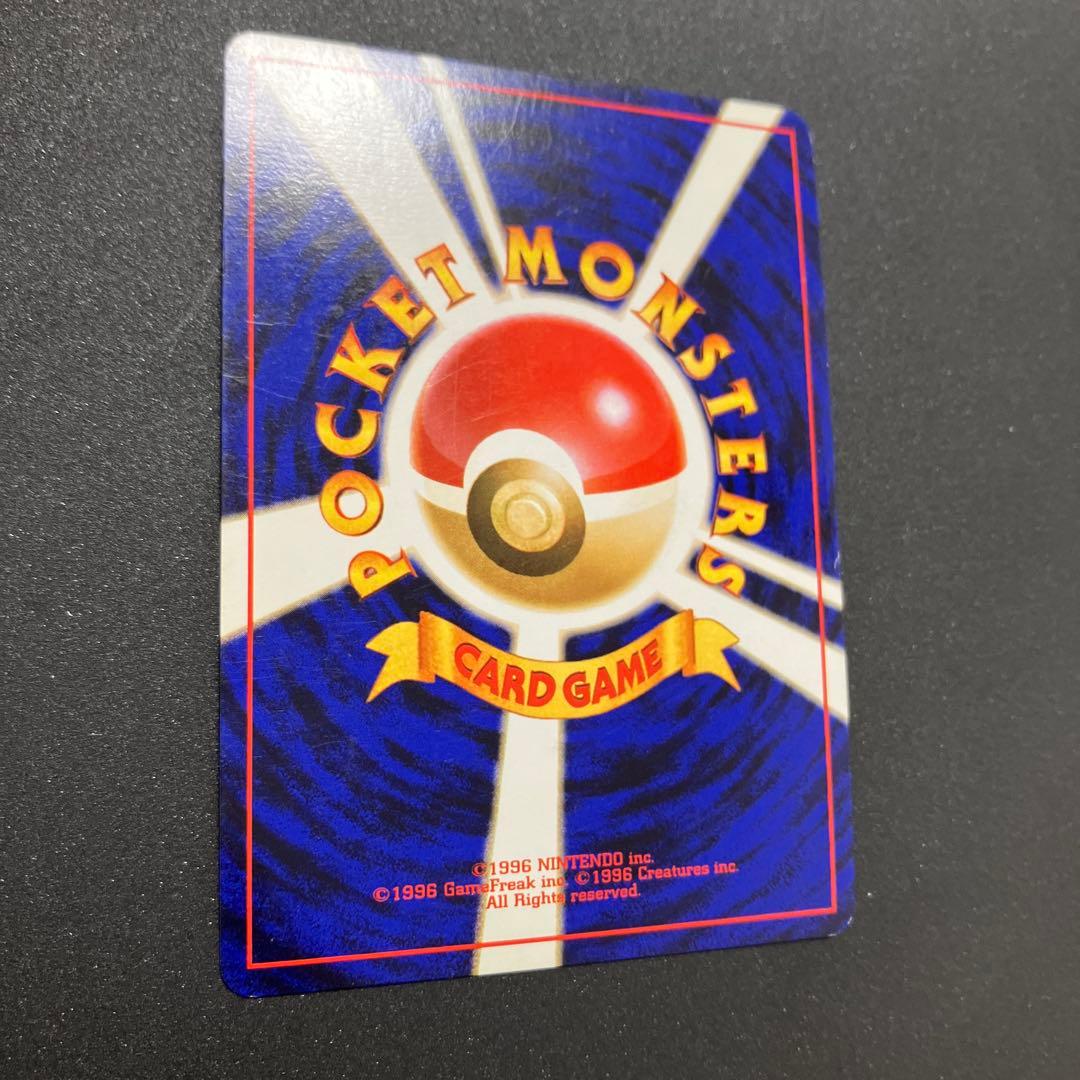 POCKET MONSTERS
CARD GAME
©1996 NINTENDO inc.
©1996 GameFreak inc. ©1996 Creatures inc.
All Rights reserved.